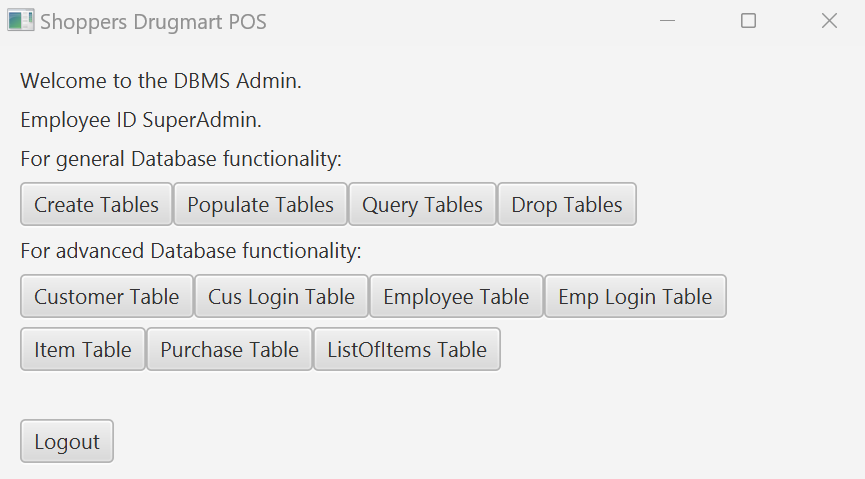 Shoppers Drugmart POS
Welcome to the DBMS Admin.
Employee ID SuperAdmin.
For general Database functionality:
Create Tables Populate Tables Query Tables Drop Tables
For advanced Database functionality:
Customer Table Cus Login Table Employee Table Emp Login Table
Item Table Purchase Table ListOfItems Table
Logout